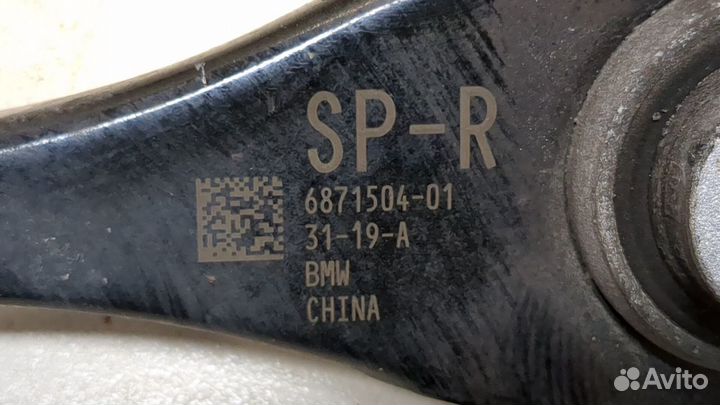 SP-R
6871504-01
31-19-A
BMW
CHINA
Avito